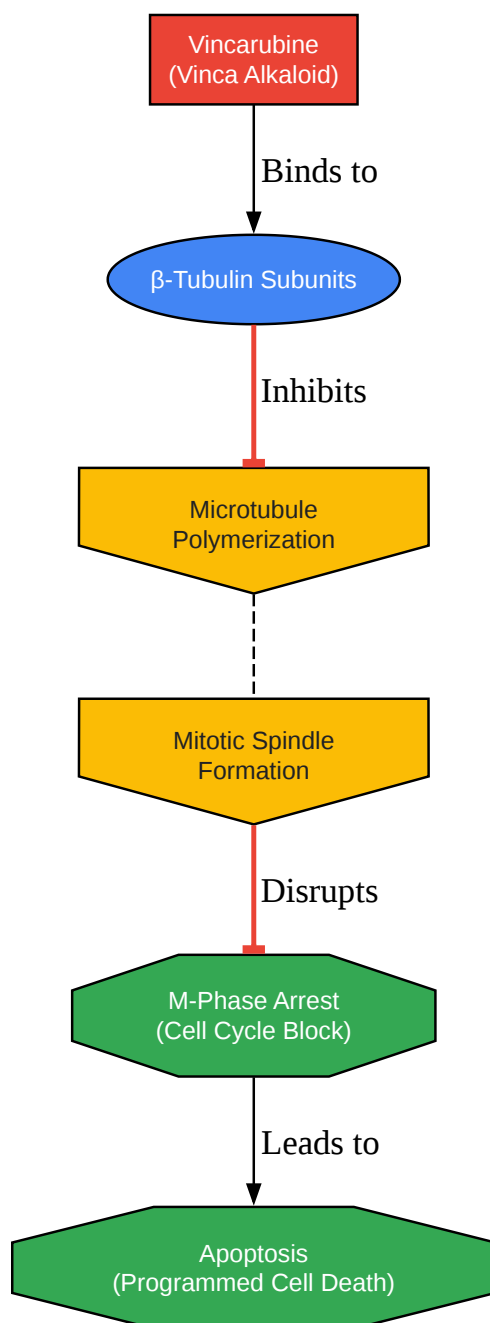 Vincarubine
(Vinca Alkaloid)
Binds to
β-Tubulin Subunits
Inhibits
Microtubule
Polymerization
Mitotic Spindle
Formation
Disrupts
M-Phase Arrest
(Cell Cycle Block)
Leads to
Apoptosis
(Programmed Cell Death)